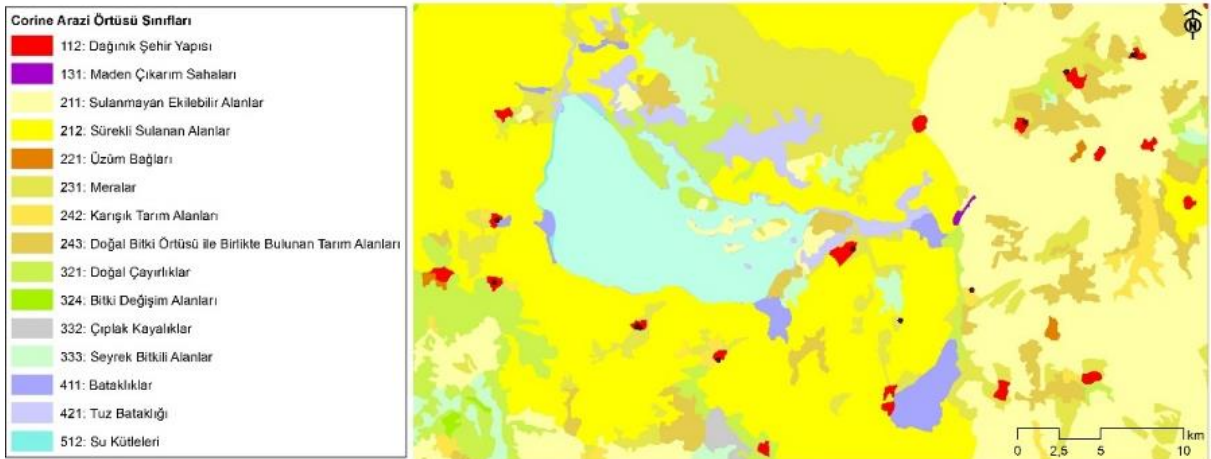 Corine Arazi Örtüsü Sınıfları
112: Dağınık Şehir Yapısı
131: Maden Çıkarım Sahaları
211: Sulanmayan Ekilebilir Alanlar
212: Sürekli Sulanan Alanlar
221: Üzüm Bağları
231: Meralar
242: Karışık Tarım Alanları
243: Doğal Bitki Örtüsü ile Birlikte Bulunan Tarım Alanları
321: Doğal Çayırlıklar
324: Bitki Değişim Alanları
332: Çıplak Kayalıklar
333: Seyrek Bitkili Alanlar
411: Bataklıklar
421: Tuz Bataklığı
512: Su Kütleleri
N
km
0 2,5 5 10